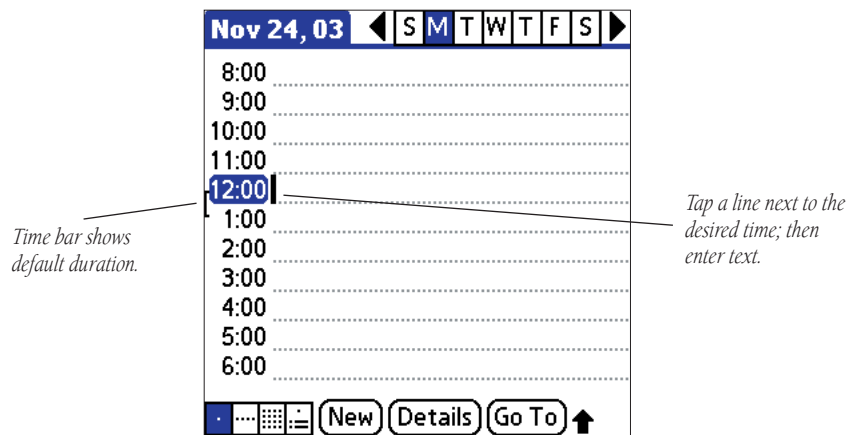 Nov 24, 03 S M T W T F S
8:00
9:00
10:00
11:00
12:00
1:00
2:00
3:00
4:00
5:00
6:00
New Details Go To
Time bar shows
default duration.
Tap a line next to the
desired time; then
enter text.